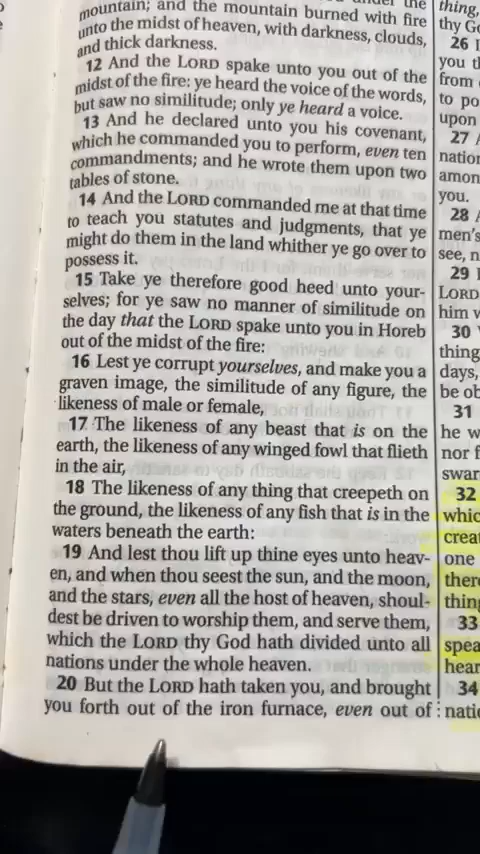 mountain; and the mountain burned with fire
unto the midst of heaven, with darkness, clouds,
and thick darkness.
12 And the LORD spake unto you out of the
midst of the fire: ye heard the voice of the words,
but saw no similitude; only ye heard a voice.
13 And he declared unto you his covenant,
which he commanded you to perform, even ten
commandments; and he wrote them upon two
tables of stone.
14 And the LORD commanded me at that time
to teach you statutes and judgments, that ye
might do them in the land whither ye go over to
possess it.
15 Take ye therefore good heed unto your-
selves; for ye saw no manner of similitude on
the day that the LORD spake unto you in Horeb
out of the midst of the fire:
16 Lest ye corrupt yourselves, and make you a
graven image, the similitude of any figure, the
likeness of male or female,
17 The likeness of any beast that is on the
earth, the likeness of any winged fowl that flieth
in the air,
18 The likeness of any thing that creepeth on
the ground, the likeness of any fish that is in the
waters beneath the earth:
19 And lest thou lift up thine eyes unto heav-
en, and when thou seest the sun, and the moon,
and the stars, even all the host of heaven, shoul-
dest be driven to worship them, and serve them,
which the LORD thy God hath divided unto all
nations under the whole heaven.
20 But the LORD hath taken you, and brought
you forth out of the iron furnace, even out of
thing,
thy
26
you
from
to po
upon
27
natio
amon
you.
28
men's
see, n
29
LORD
him
30
thing
days,
be ob
31
he w
nor f
swar
32
whic
crea
one
there
thing
33
spea
hear
34
natio